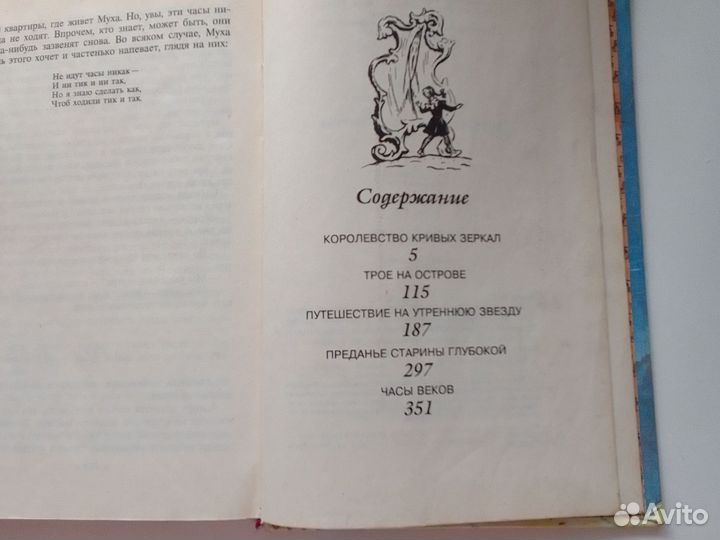 квартиры, где живет Муха. Но, увы, эти часы ни-
не ходят. Впрочем, кто знает, может быть, они
-нибудь зазвенят снова. Во всяком случае, Муха
этого хочет и частенько напевает, глядя на них:
Не идут часы никак —
И ни тик и ни так,
Но я знаю сделать как,
Чтоб ходили тик и так.
Содержание
КОРОЛЕВСТВО КРИВЫХ ЗЕРКАЛ
5
ТРОЕ НА ОСТРОВЕ
115
ПУТЕШЕСТВИЕ НА УТРЕННЮЮ ЗВЕЗДУ
187
ПРЕДАНЬЕ СТАРИНЫ ГЛУБОКОЙ
297
ЧАСЫ ВЕКОВ
351
Avito